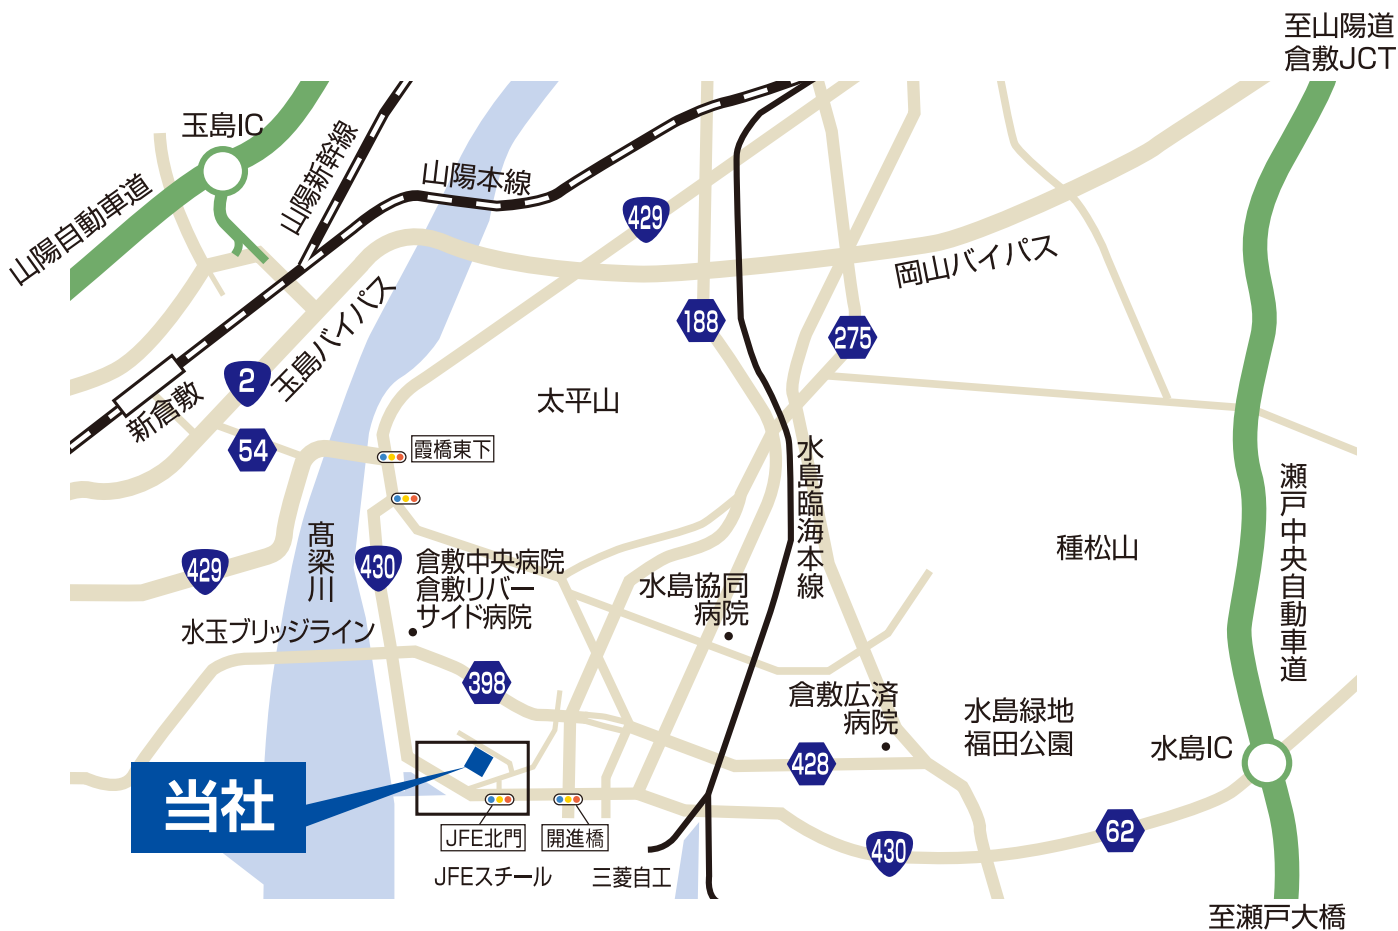 至山陽道
倉敷JCT
玉島IC
山陽新幹線
山陽本線
山陽自動車道
429
岡山バイパス
188
275
玉島バイパス
2
新倉敷
太平山
54
霞橋東下
水島臨海本線
瀬戸中央自動車道
髙梁川
種松山
429
430
倉敷中央病院
倉敷リバー
サイド病院
水島協同
病院
水玉ブリッジライン
398
倉敷広済
病院
水島緑地
福田公園
水島IC
428
当社
JFE北門
開進橋
62
430
JFEスチール
三菱自工
至瀬戸大橋